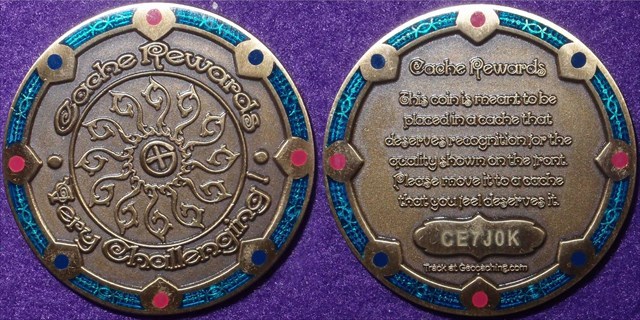 Cache Rewards
Very Challenging!
Cache Rewards
This coin is meant to be
placed in a cache that
deserves recognition for the
quality shown on the front.
Please move it to a cache
that you feel deserves it.
CE7J0K
Track at Geocaching.com